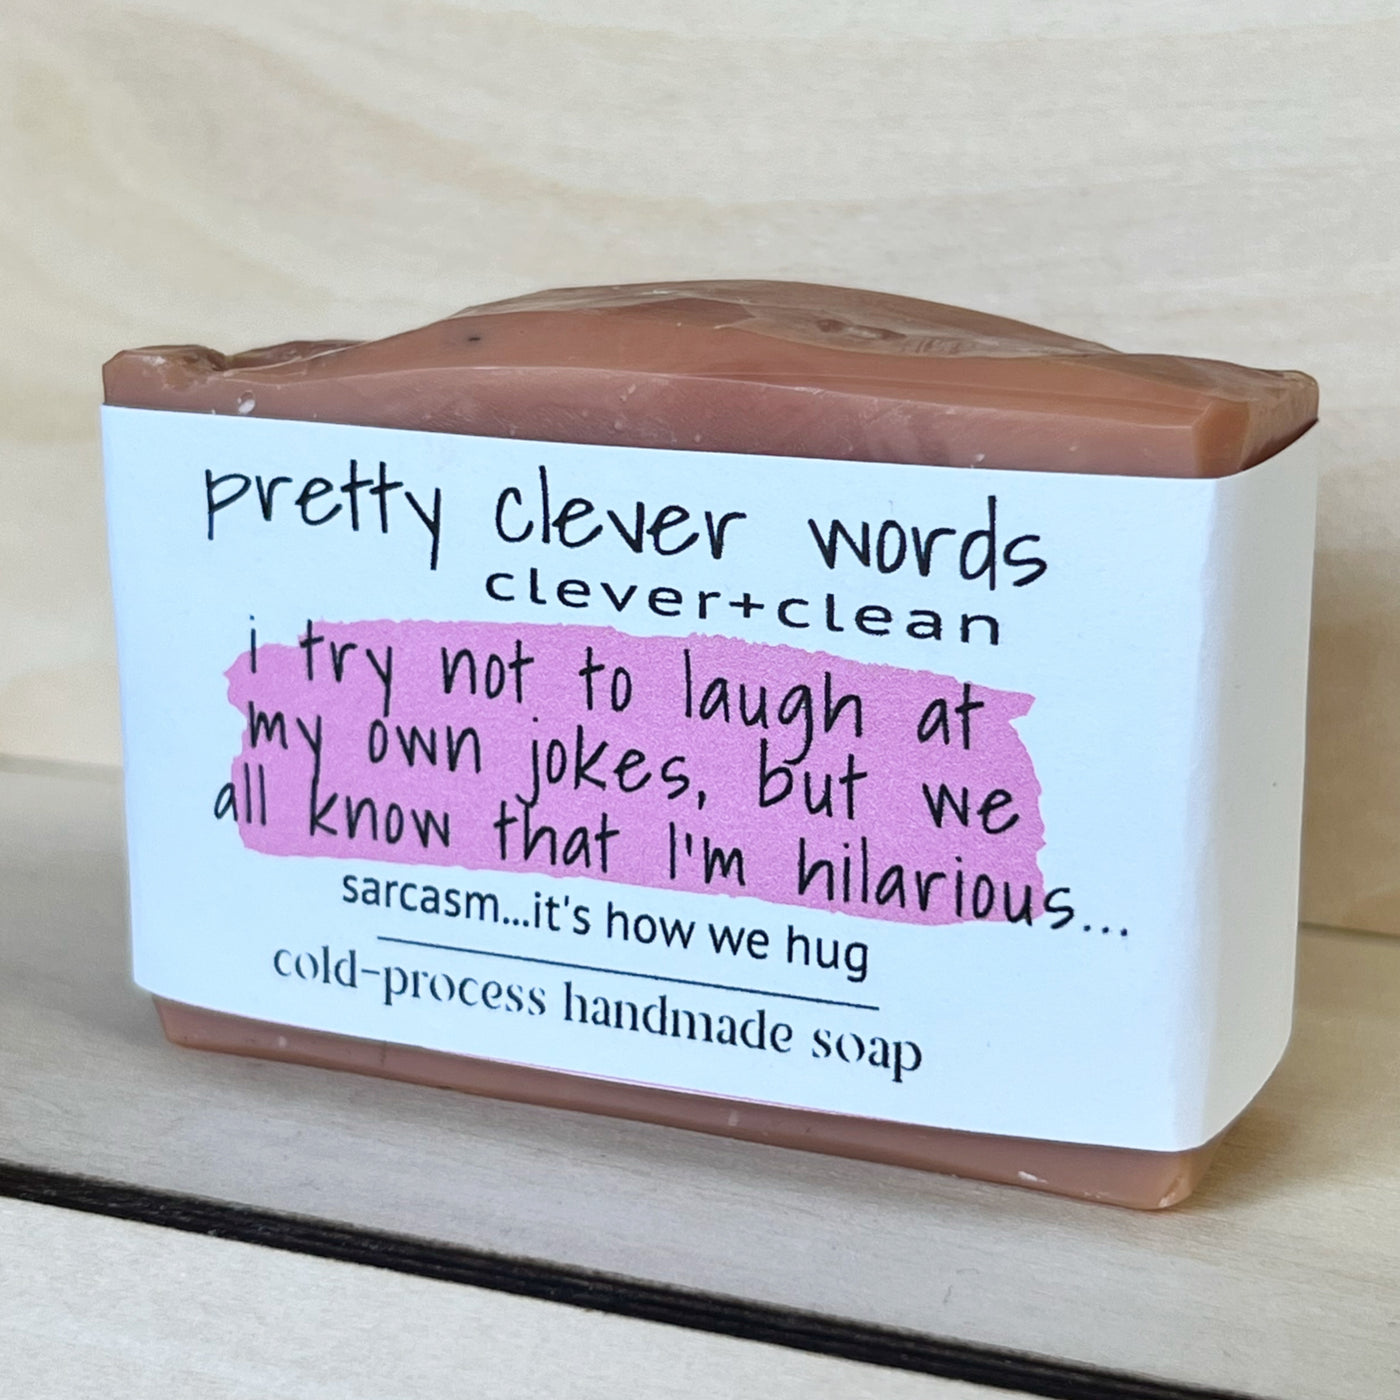 pretty clever words
clever+clean
i try not to laugh at
my own jokes, but we
all know that I'm hilarious...
sarcasm...it's how we hug
cold-process handmade soap